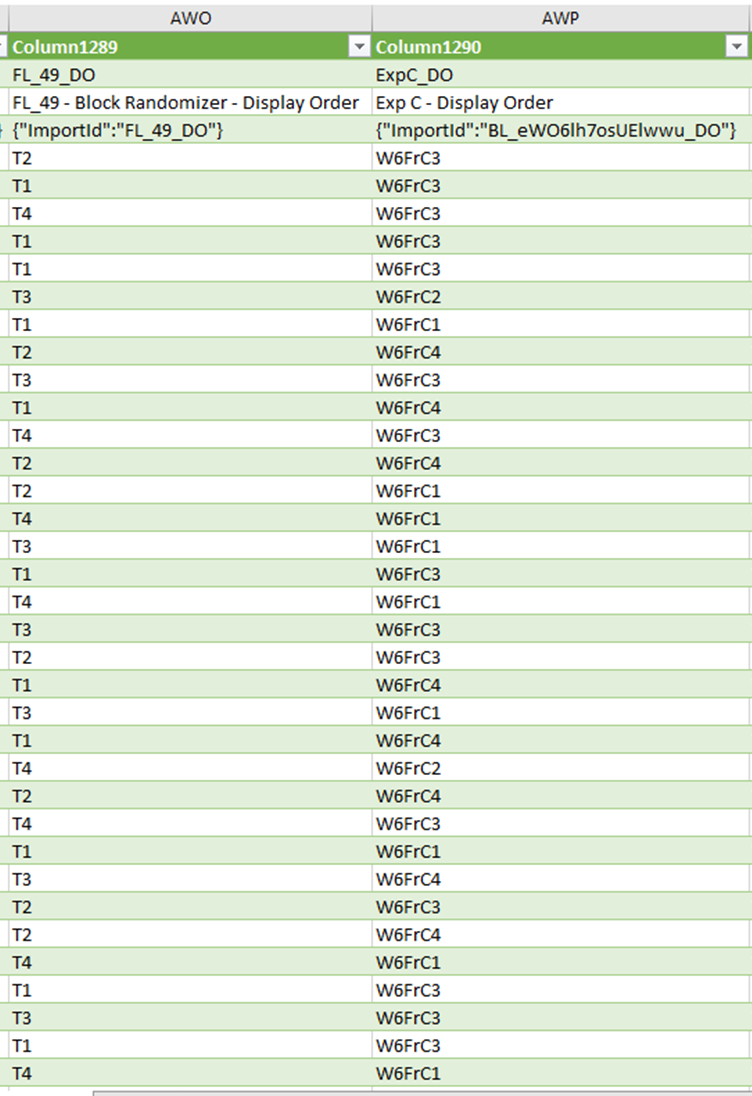 AWO AWP
Column1289 Column1290
FL_49_DO ExpC_DO
FL_49 - Block Randomizer - Display Order Exp C - Display Order
{"ImportId":"FL_49_DO"} {"ImportId":"BL_eWO6lh7osUElwwu_DO"}
T2 W6FrC3
T1 W6FrC3
T4 W6FrC3
T1 W6FrC3
T1 W6FrC3
T3 W6FrC2
T1 W6FrC1
T2 W6FrC4
T3 W6FrC3
T1 W6FrC4
T4 W6FrC3
T2 W6FrC4
T2 W6FrC1
T4 W6FrC1
T3 W6FrC1
T1 W6FrC3
T4 W6FrC1
T3 W6FrC3
T2 W6FrC3
T1 W6FrC4
T3 W6FrC1
T1 W6FrC4
T4 W6FrC2
T2 W6FrC4
T4 W6FrC3
T1 W6FrC1
T3 W6FrC4
T2 W6FrC3
T2 W6FrC4
T4 W6FrC1
T1 W6FrC3
T3 W6FrC3
T1 W6FrC3
T4 W6FrC1